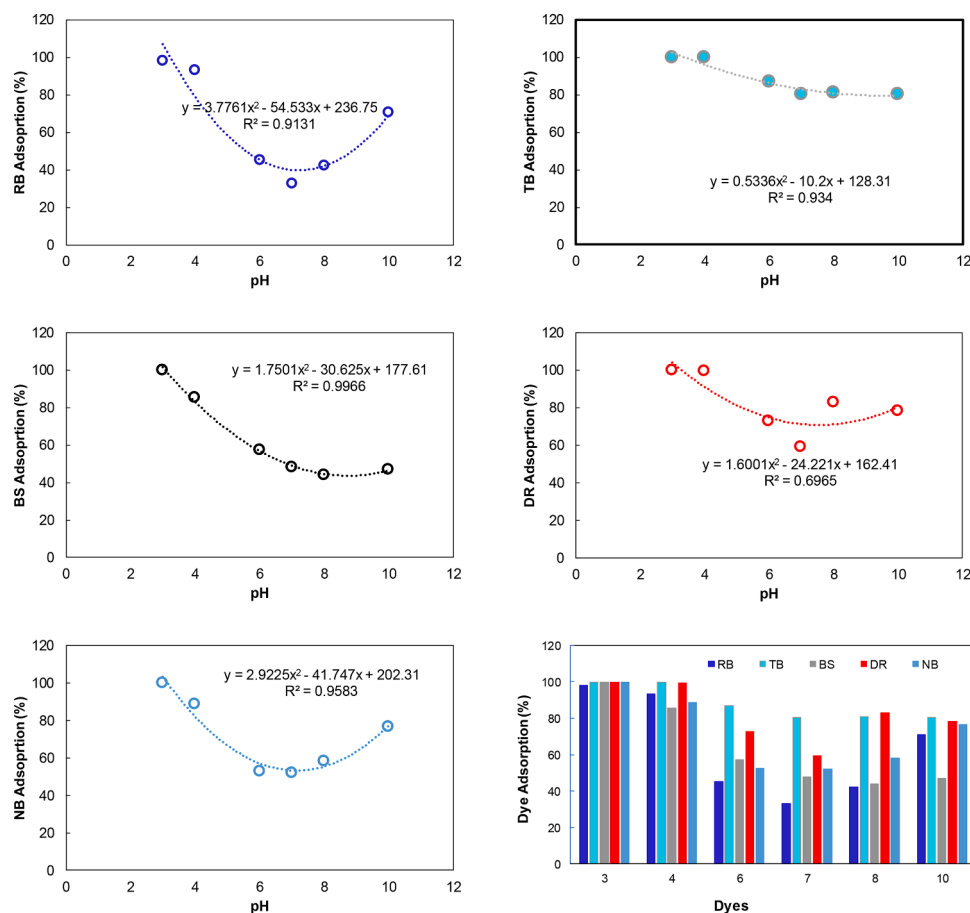 120
100
80
60
40
20
0
RB Adsoprtion (%)
y = 3.7761x² - 54.533x + 236.75
R² = 0.9131
0 2 4 6 8 10 12
pH
120
100
80
60
40
20
0
TB Adsorption (%)
y = 0.5336x² - 10.2x + 128.31
R² = 0.934
0 2 4 6 8 10 12
pH
120
100
80
60
40
20
0
BS Adsoprtion (%)
y = 1.7501x² - 30.625x + 177.61
R² = 0.9966
0 2 4 6 8 10 12
pH
120
100
80
60
40
20
0
DR Adsoprtion (%)
y = 1.6001x² - 24.221x + 162.41
R² = 0.6965
0 2 4 6 8 10 12
pH
120
100
80
60
40
20
0
NB Adsoprtion (%)
y = 2.9225x² - 41.747x + 202.31
R² = 0.9583
0 2 4 6 8 10 12
pH
120
100
80
60
40
20
0
Dye Adsorption (%)
RB TB BS DR NB
3 4 6 7 8 10
Dyes